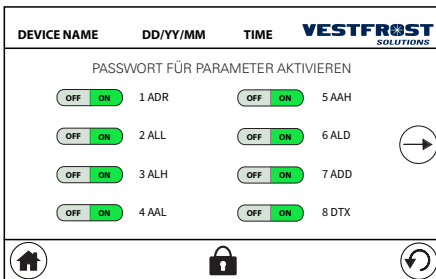 DEVICE NAME DD/YY/MM TIME VESTFROST
SOLUTIONS
PASSWORT FÜR PARAMETER AKTIVIEREN
OFF ON 1 ADR OFF ON 5 AAH
OFF ON 2 ALL OFF ON 6 ALD
OFF ON 3 ALH OFF ON 7 ADD
OFF ON 4 AAL OFF ON 8 DTX